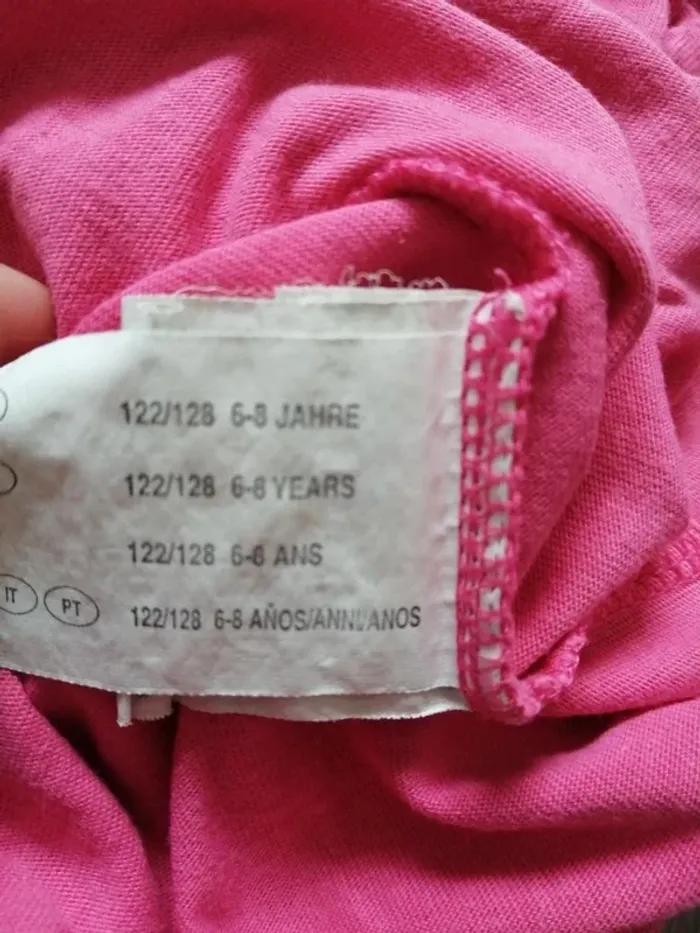 122/128 6-8 JAHRE
122/128 6-8 YEARS
122/128 6-8 ANS
IT PT 122/128 6-8 AÑOS/ANNI/ANOS